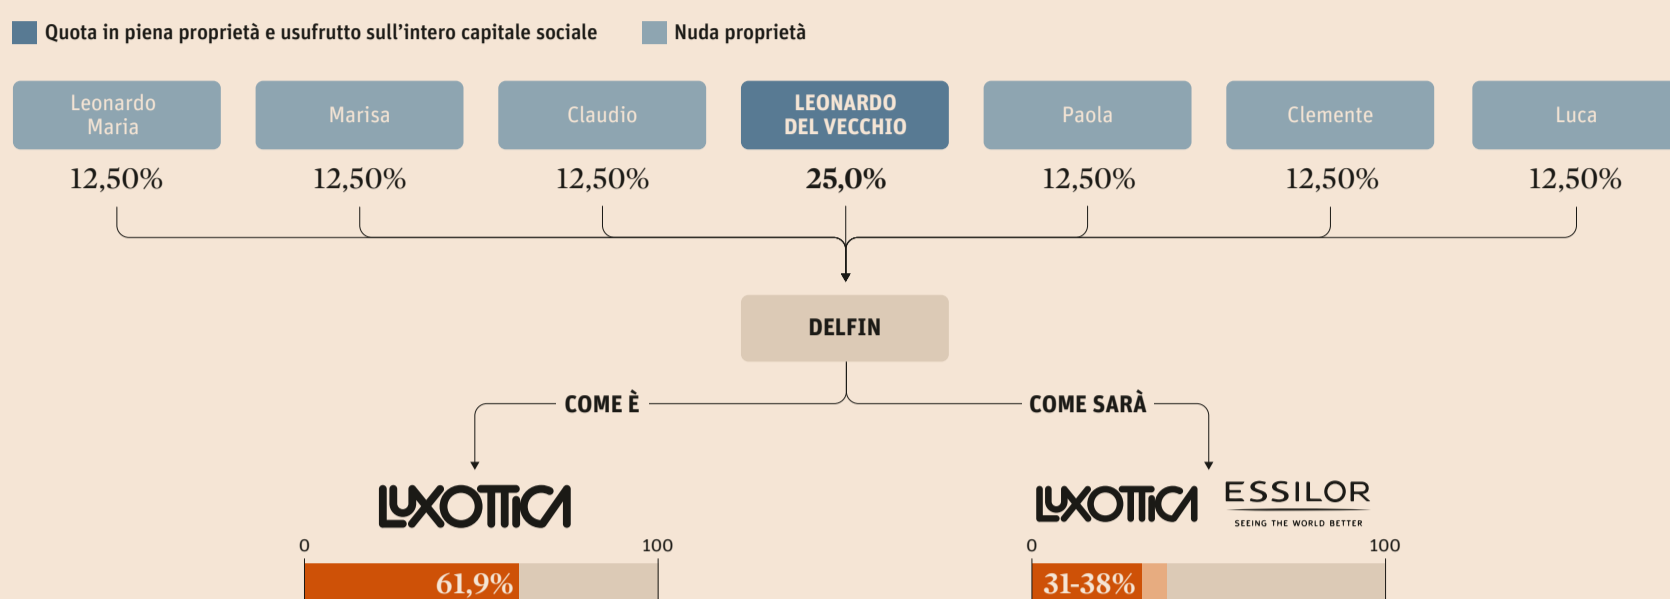 Quota in piena proprietà e usufrutto sull'intero capitale sociale
Nuda proprietà
Leonardo
Maria
Marisa
Claudio
LEONARDO
DEL VECCHIO
Paola
Clemente
Luca
12,50%
12,50%
12,50%
25,0%
12,50%
12,50%
12,50%
DELFIN
COME È
COME SARÀ
LUXOTTICA
LUXOTTICA
ESSILOR
SEEING THE WORLD BETTER
0
100
0
100
61,9%
31-38%